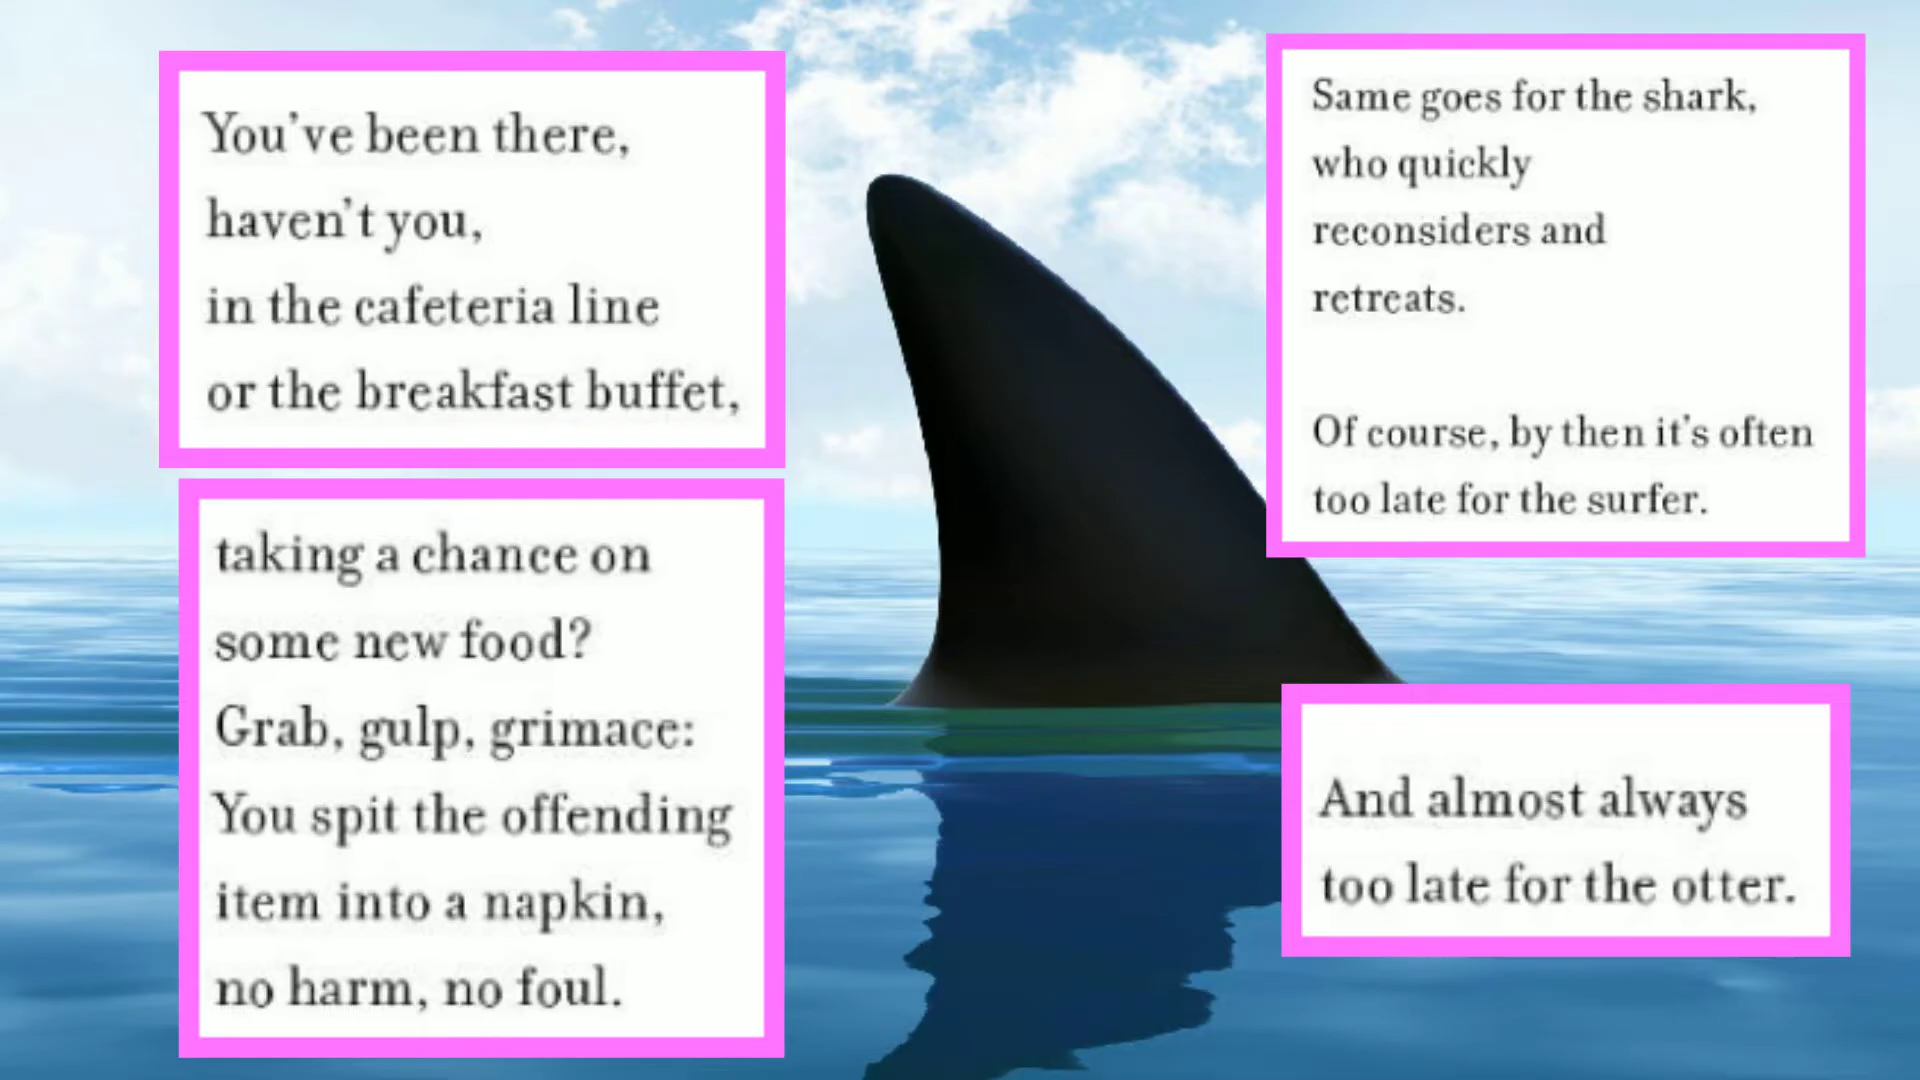 You've been there,
haven't you,
in the cafeteria line
or the breakfast buffet,
taking a chance on
some new food?
Grab, gulp, grimace:
You spit the offending
item into a napkin,
no harm, no foul.
Same goes for the shark,
who quickly
reconsiders and
retreats.
Of course, by then it's often
too late for the surfer.
And almost always
too late for the otter.